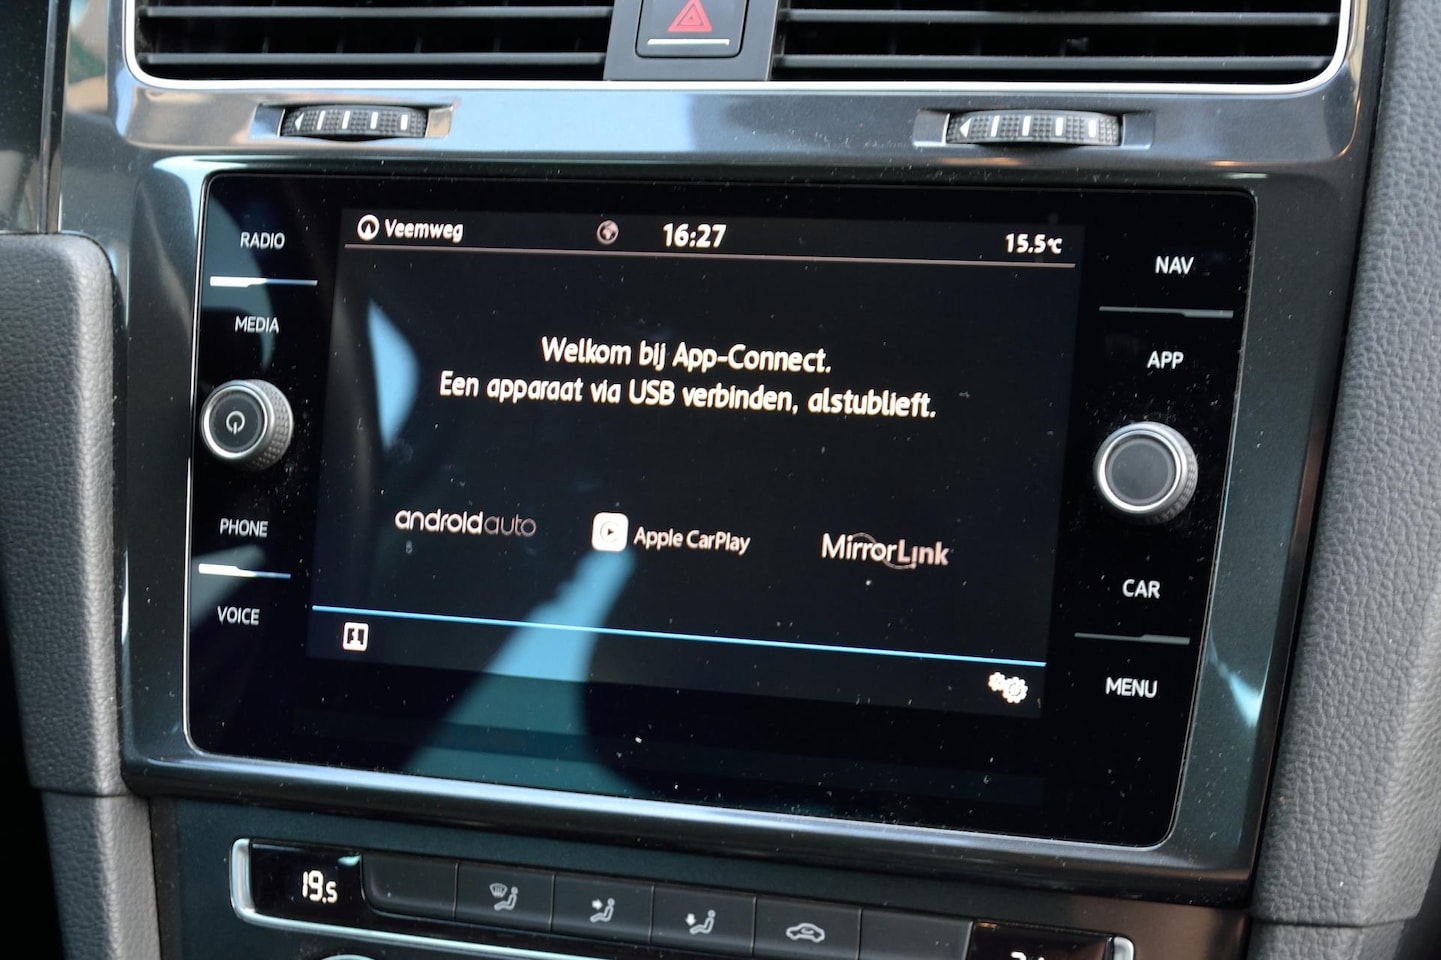 Veemweg 16:27 15.5°C
RADIO
NAV
MEDIA
APP
Welkom bij App-Connect.
Een apparaat via USB verbinden, alstublieft.
PHONE
androidauto
Apple CarPlay
MirrorLink
CAR
VOICE
1
MENU
19.5